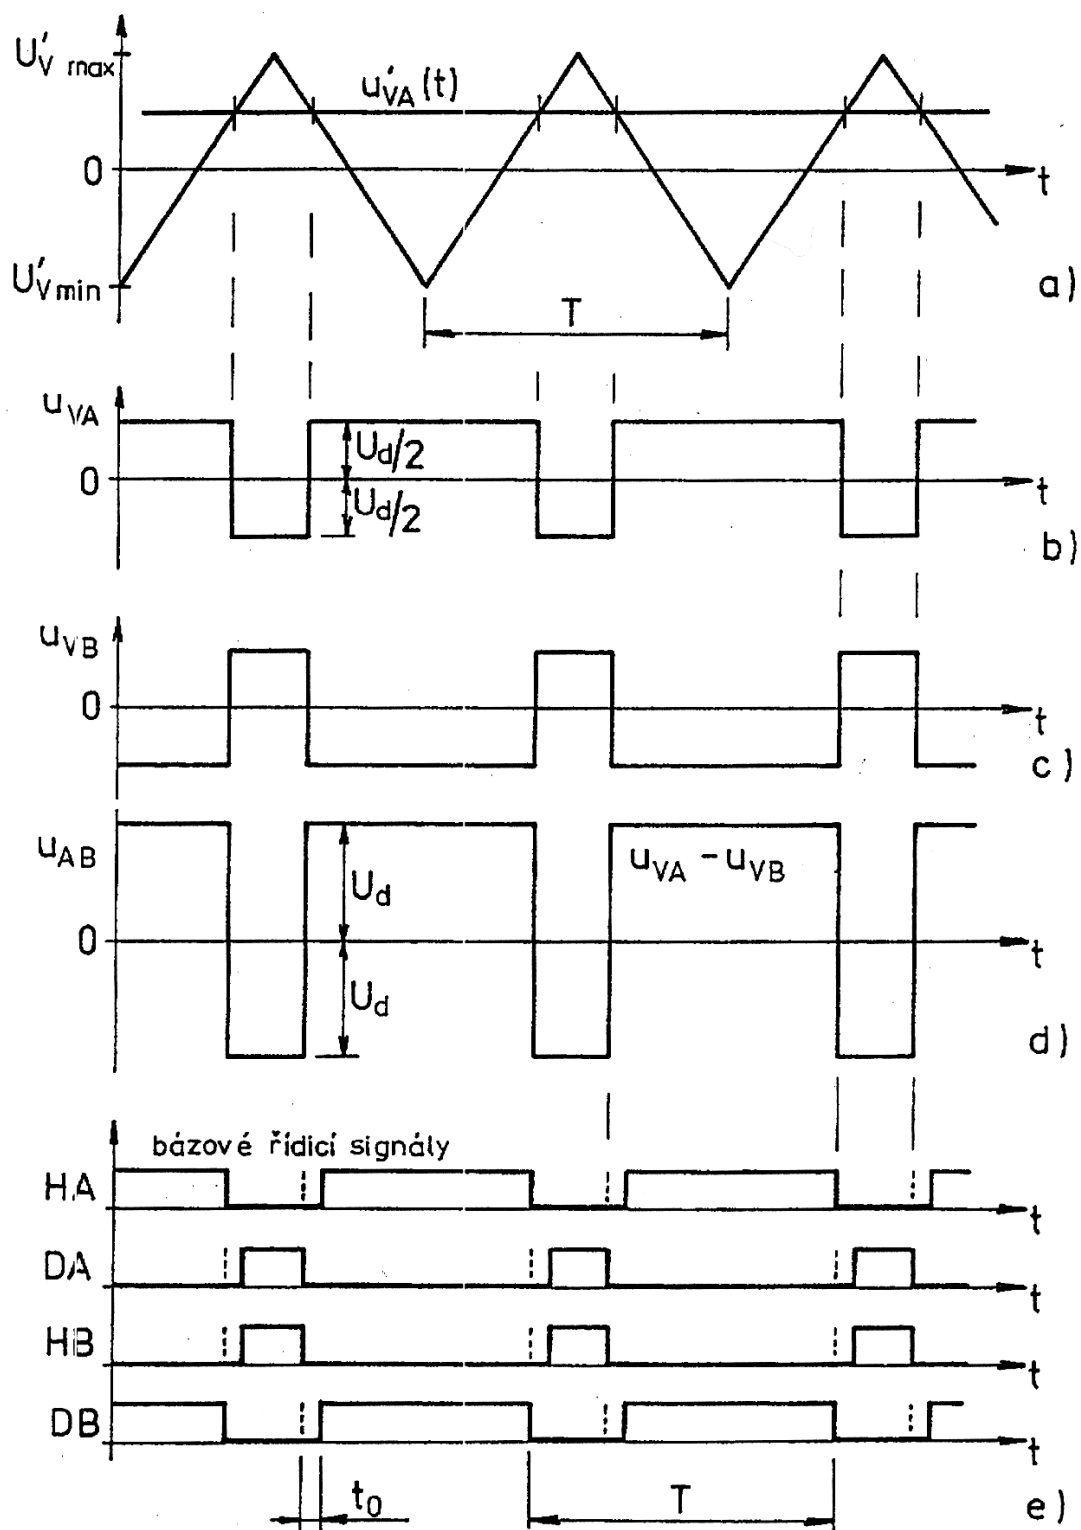 U'V max
u'VA(t)
0
t
U'V min
T
a)
uVA
Ud/2
0
Ud/2
t
b)
uVB
0
t
c)
uAB
Ud
uVA - uVB
0
t
Ud
d)
bázové řídicí signály
HA
t
DA
t
HB
t
DB
t
t0
T
e)